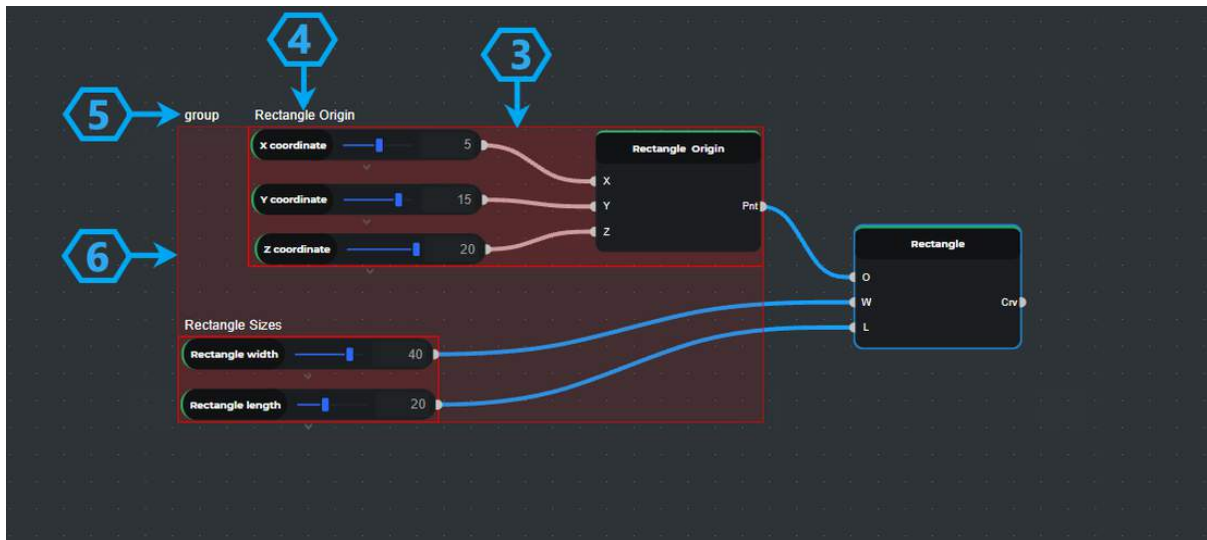 4
3
5
group
Rectangle Origin
X coordinate
5
Rectangle Origin
X
Y coordinate
15
Y
Pnt
Z coordinate
20
Z
6
Rectangle
O
W
Crv
L
Rectangle Sizes
Rectangle width
40
Rectangle length
20